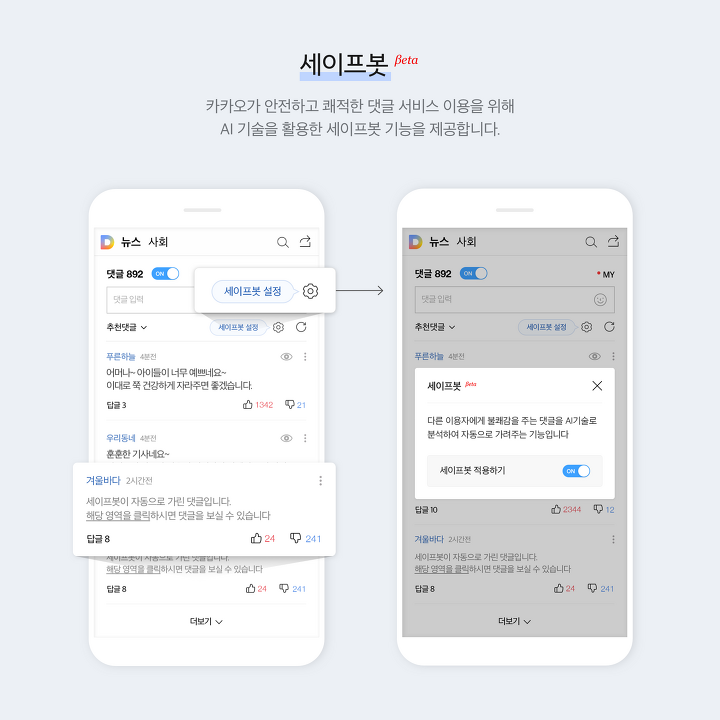 세이프봇 βeta
카카오가 안전하고 쾌적한 댓글 서비스 이용을 위해
AI 기술을 활용한 세이프봇 기능을 제공합니다.
D 뉴스 사회
댓글 892 ON
댓글 입력
세이프봇 설정
추천댓글 세이프봇 설정
푸른하늘 4분전
어머나~ 아이들이 너무 예쁘네요~
이대로 쭉 건강하게 자라주면 좋겠습니다.
답글 3 1342 21
우리동네 4분전
훈훈한 기사네요~
겨울바다 2시간전
세이프봇이 자동으로 가린 댓글입니다.
해당 영역을 클릭하시면 댓글을 보실 수 있습니다
답글 8 24 241
세이프봇이 자동으로 가린 댓글입니다.
해당 영역을 클릭하시면 댓글을 보실 수 있습니다
답글 8 24 241
더보기
D 뉴스 사회
댓글 892 ON MY
댓글 입력
추천댓글 세이프봇 설정
푸른하늘 4분전
세이프봇 βeta
다른 이용자에게 불쾌감을 주는 댓글을 AI기술로
분석하여 자동으로 가려주는 기능입니다
세이프봇 적용하기 ON
답글 10 2344 12
겨울바다 2시간전
세이프봇이 자동으로 가린 댓글입니다.
해당 영역을 클릭하시면 댓글을 보실 수 있습니다
답글 8 24 241
더보기